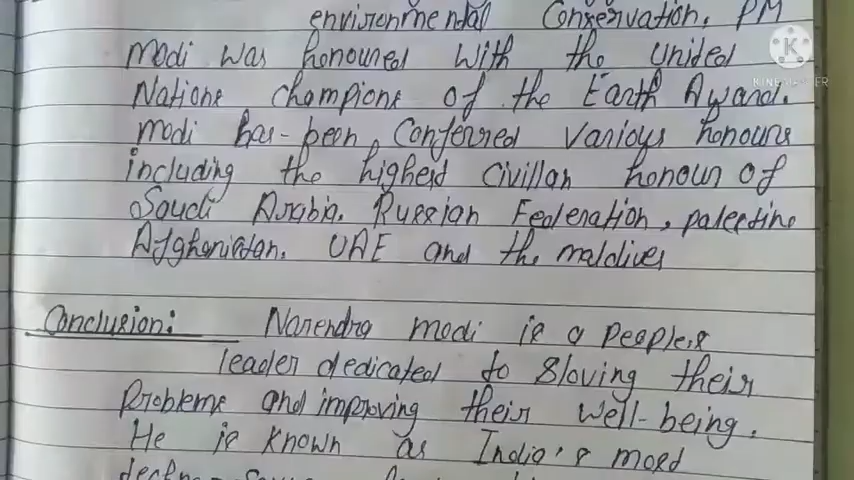 environmental Conservation. PM
modi was honoured with the united
Nations champions of the Earth Award.
modi has-been conferred various honours
including the highest civillan honour of
Saudi Arabia. Russian Federation, palestine
Afghanistan. UAE and the maldives
Conclusion: Narendra modi is a people,s
leader dedicated to sloving their
problems and improving their well-being.
He is known as India's most
KINEMASTER